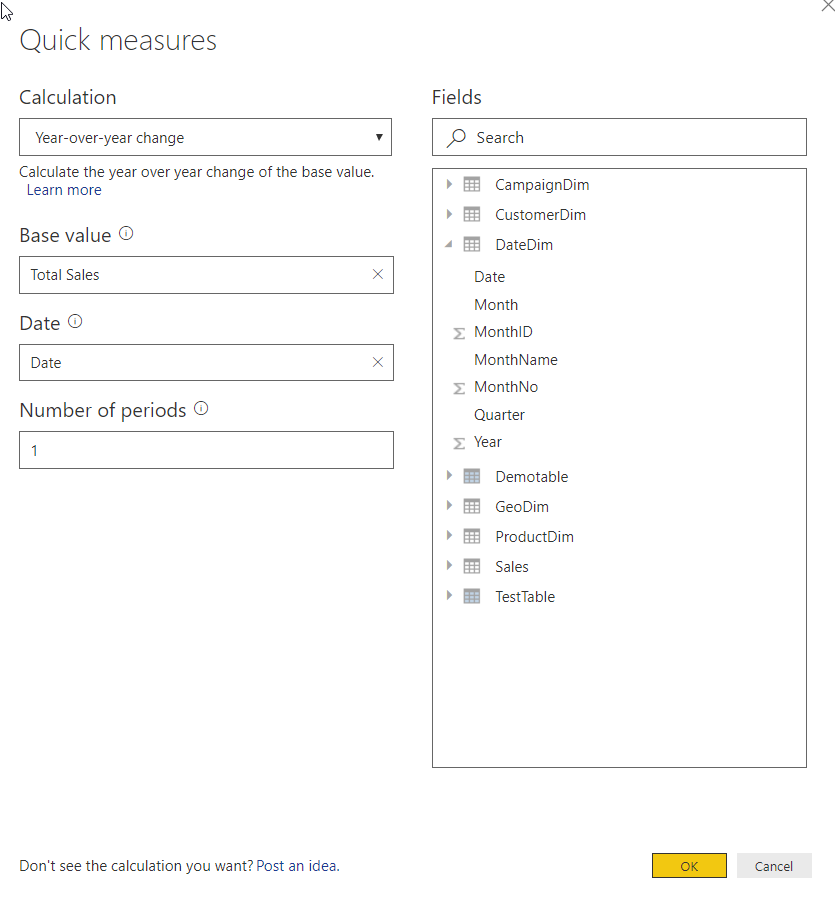 Quick measures
Calculation
Year-over-year change
Calculate the year over year change of the base value.
Learn more
Base value
Total Sales
Date
Date
Number of periods
1
Fields
Search
CampaignDim
CustomerDim
DateDim
Date
Month
MonthID
MonthName
MonthNo
Quarter
Year
Demotable
GeoDim
ProductDim
Sales
TestTable
Don't see the calculation you want? Post an idea.
OK
Cancel